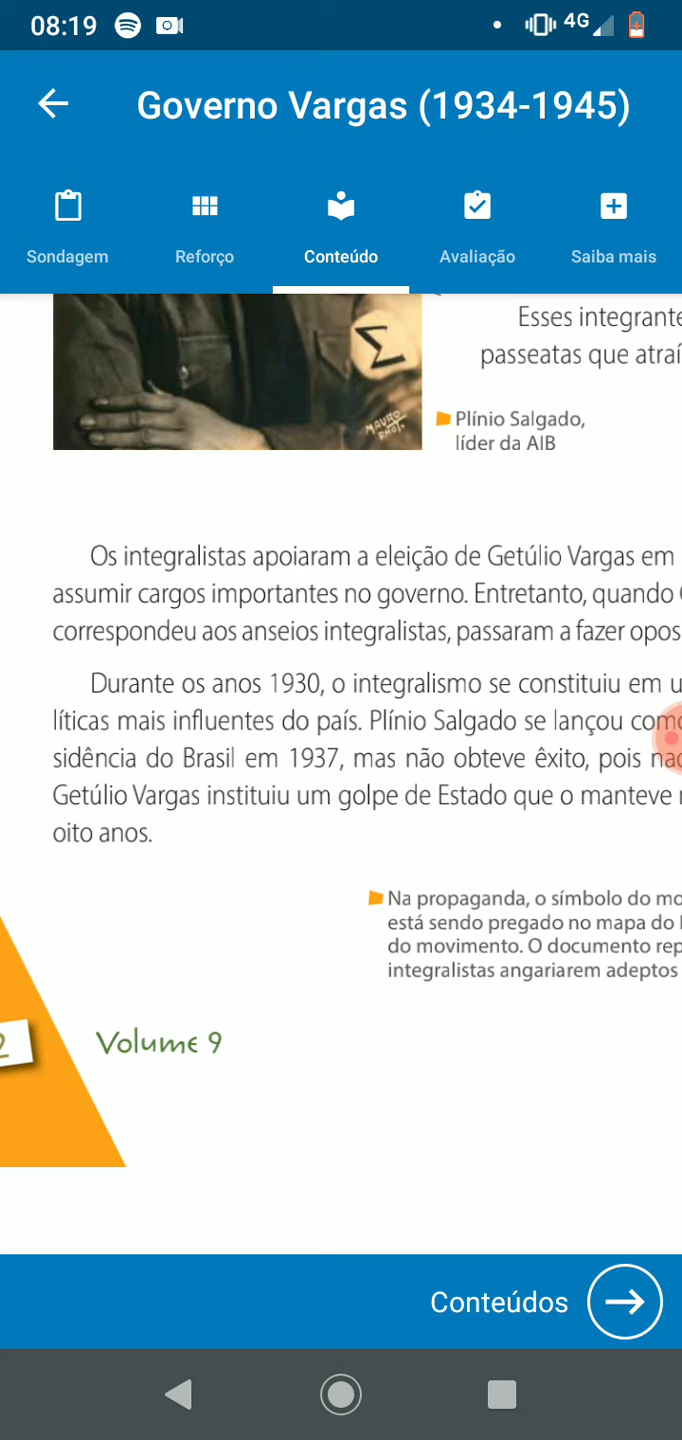 08:19 4G
Governo Vargas (1934-1945)
Sondagem Reforço Conteúdo Avaliação Saiba mais
Esses integrante
passeatas que atraí
Σ
MAURO
PHOT.
Plínio Salgado,
líder da AIB
Os integralistas apoiaram a eleição de Getúlio Vargas em
assumir cargos importantes no governo. Entretanto, quando
correspondeu aos anseios integralistas, passaram a fazer opos
Durante os anos 1930, o integralismo se constituiu em u
líticas mais influentes do país. Plínio Salgado se lançou como
sidência do Brasil em 1937, mas não obteve êxito, pois
Getúlio Vargas instituiu um golpe de Estado que o manteve
oito anos.
Na propaganda, o símbolo do mo
está sendo pregado no mapa do
do movimento. O documento rep
integralistas angariarem adeptos
2 Volume 9
Conteúdos